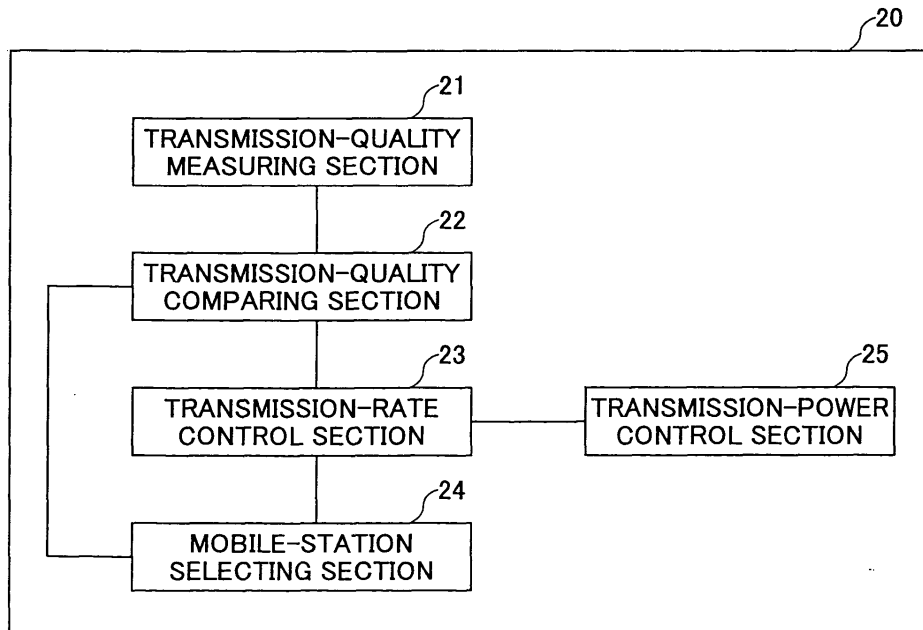 20
21
TRANSMISSION-QUALITY
MEASURING SECTION
22
TRANSMISSION-QUALITY
COMPARING SECTION
23
TRANSMISSION-RATE
CONTROL SECTION
25
TRANSMISSION-POWER
CONTROL SECTION
24
MOBILE-STATION
SELECTING SECTION